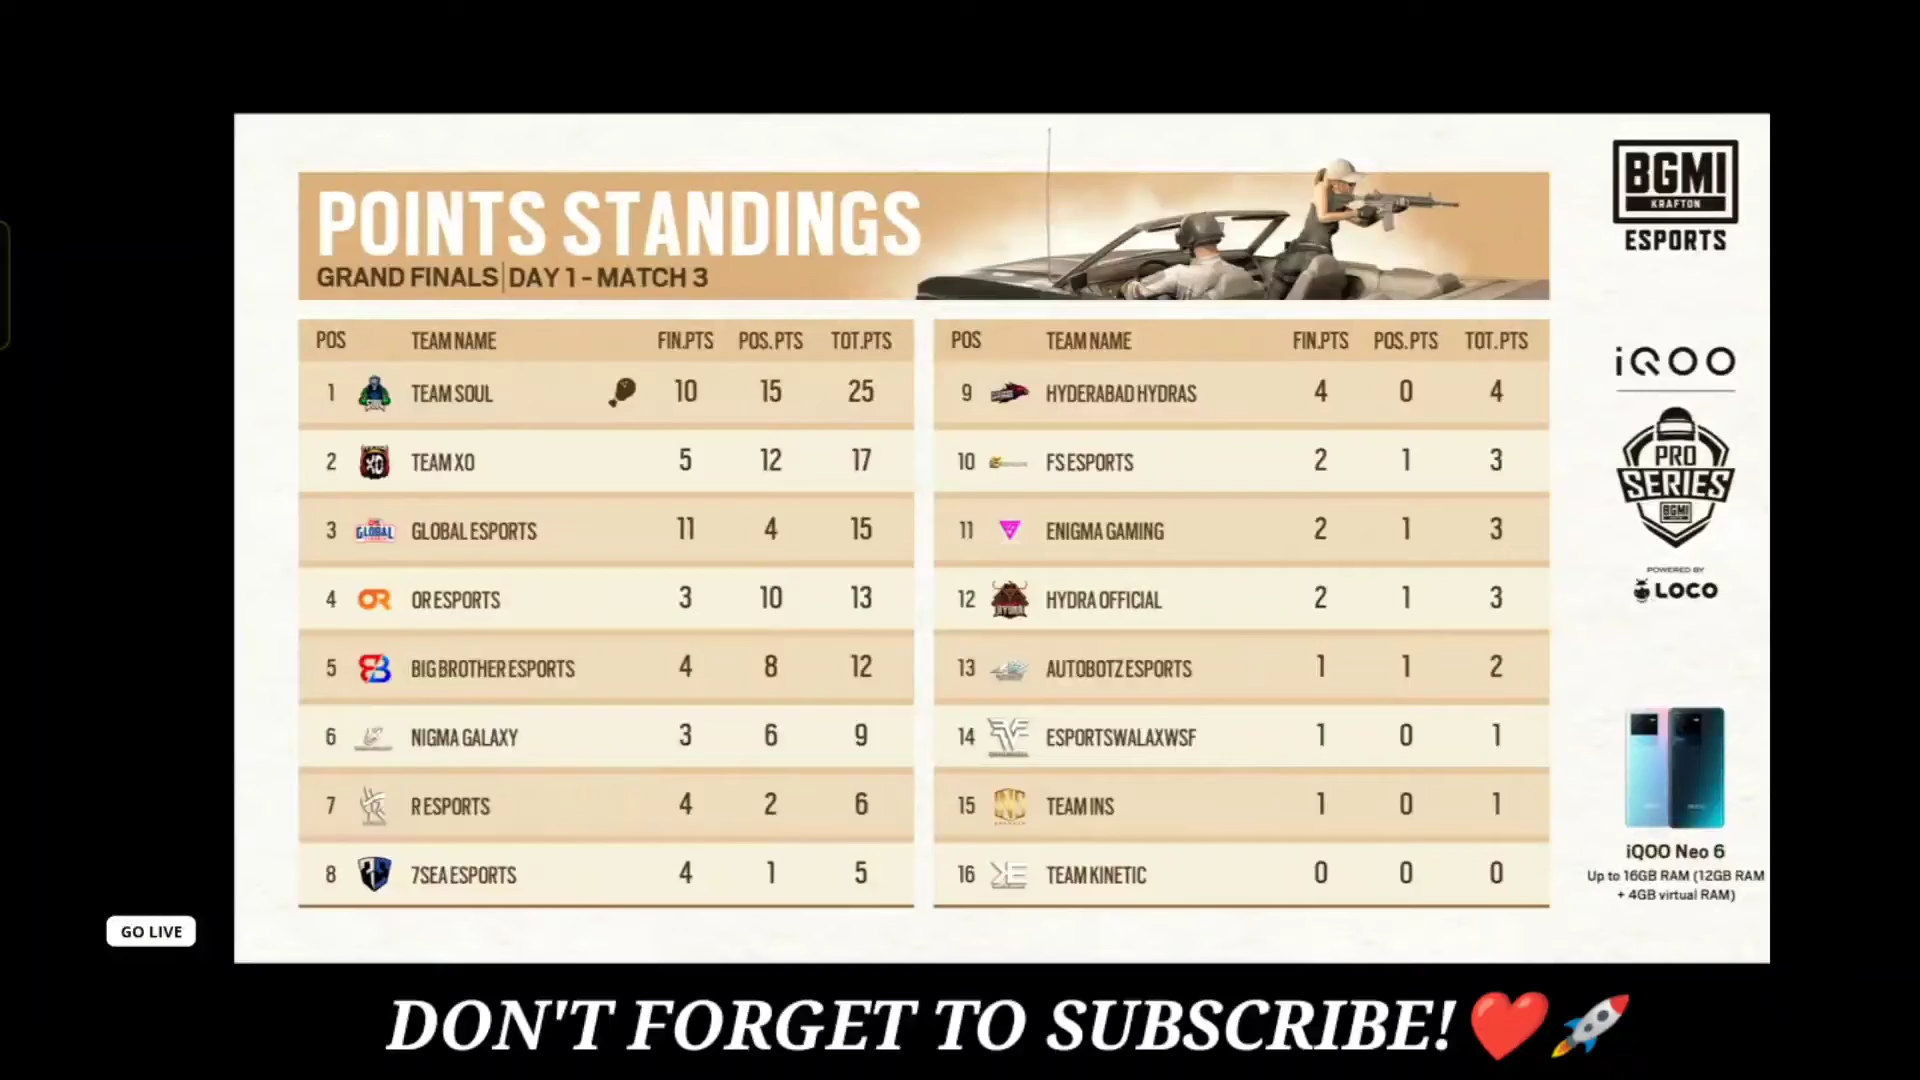 POINTS STANDINGS
GRAND FINALS | DAY 1 - MATCH 3
POS TEAM NAME FIN.PTS POS.PTS TOT.PTS
1 TEAM SOUL 10 15 25
2 TEAM XO 5 12 17
3 GLOBAL ESPORTS 11 4 15
4 OR ESPORTS 3 10 13
5 BIG BROTHER ESPORTS 4 8 12
6 NIGMA GALAXY 3 6 9
7 R ESPORTS 4 2 6
8 7SEA ESPORTS 4 1 5
POS TEAM NAME FIN.PTS POS.PTS TOT.PTS
9 HYDERABAD HYDRAS 4 0 4
10 FS ESPORTS 2 1 3
11 ENIGMA GAMING 2 1 3
12 HYDRA OFFICIAL 2 1 3
13 AUTOBOTZ ESPORTS 1 1 2
14 ESPORTSWALAXWSF 1 0 1
15 TEAM INS 1 0 1
16 TEAM KINETIC 0 0 0
BGMI
KRAFTON
ESPORTS
iQOO
PRO
SERIES
BGMI
POWERED BY
LOCO
iQOO Neo 6
Up to 16GB RAM (12GB RAM
+ 4GB virtual RAM)
GO LIVE
DON'T FORGET TO SUBSCRIBE!